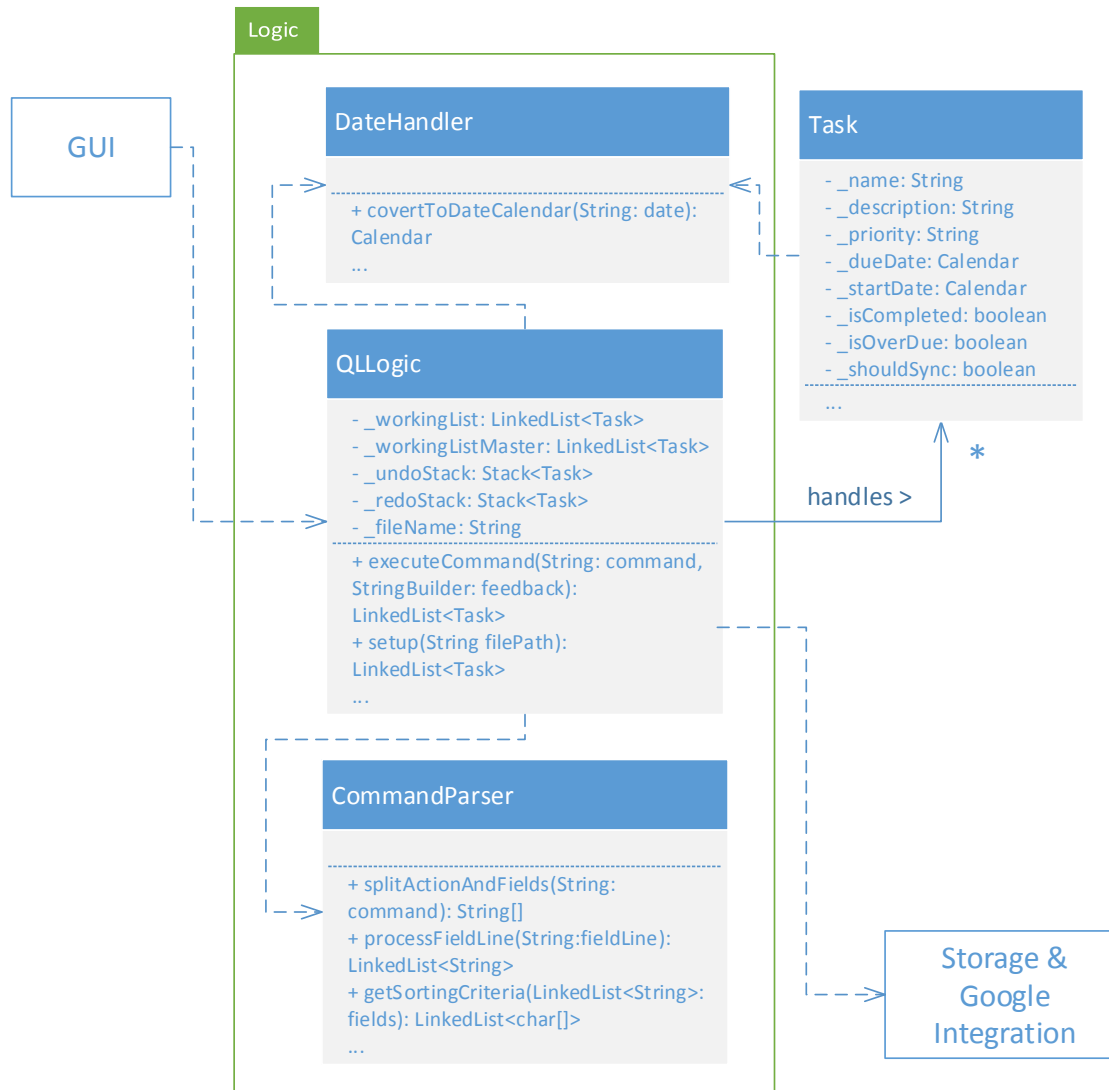 Logic
GUI
DateHandler
+ covertToDateCalendar(String: date):
Calendar
...
Task
- _name: String
- _description: String
- _priority: String
- _dueDate: Calendar
- _startDate: Calendar
- _isCompleted: boolean
- _isOverDue: boolean
- _shouldSync: boolean
...
QLLogic
- _workingList: LinkedList<Task>
- _workingListMaster: LinkedList<Task>
- _undoStack: Stack<Task>
- _redoStack: Stack<Task>
- _fileName: String
+ executeCommand(String: command,
StringBuilder: feedback):
LinkedList<Task>
+ setup(String filePath):
LinkedList<Task>
...
*
handles >
CommandParser
+ splitActionAndFields(String:
command): String[]
+ processFieldLine(String:fieldLine):
LinkedList<String>
+ getSortingCriteria(LinkedList<String>:
fields): LinkedList<char[]>
...
Storage &
Google
Integration